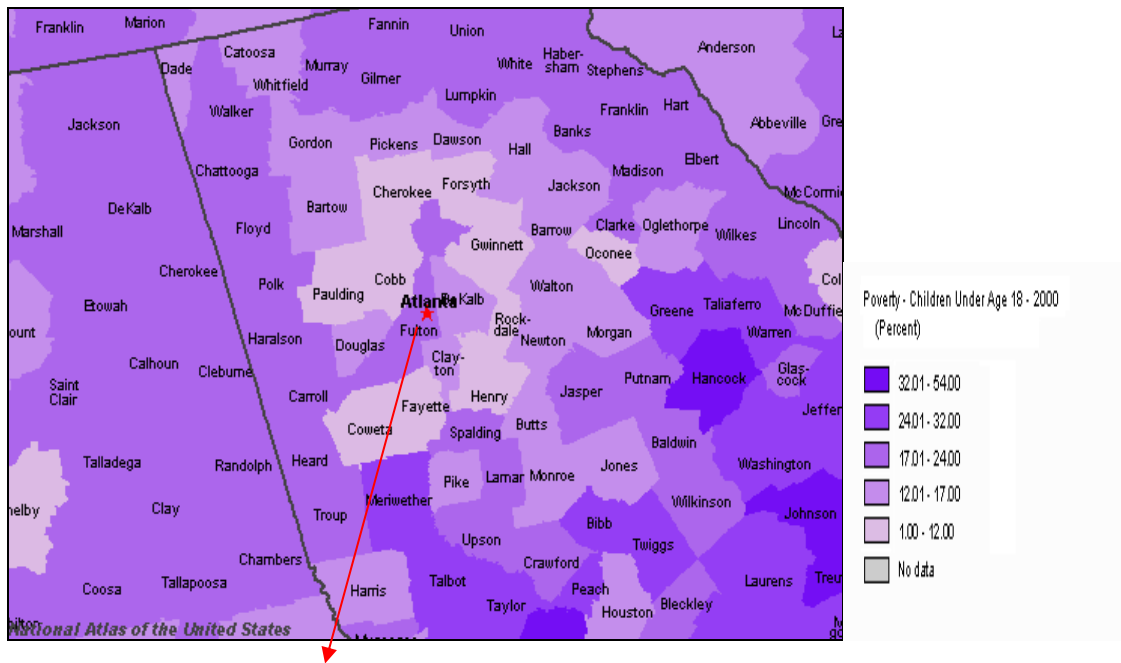 Franklin
Marion
Fannin
Union
Anderson
Dade
Catoosa
Whitfield
Murray
Gilmer
White
Haber-
sham
Stephens
Lumpkin
Franklin
Hart
Jackson
Walker
Abbeville
Gordon
Pickens
Dawson
Hall
Banks
Madison
Elbert
Chattooga
Cherokee
Forsyth
Jackson
McCormi
DeKalb
Bartow
Marshall
Floyd
Gwinnett
Barrow
Clarke
Oglethorpe
Wilkes
Lincoln
Oconee
Cherokee
Polk
Cobb
Paulding
Walton
Col
Etowah
Atlanta
DeKalb
Greene
Taliaferro
McDuffie
ount
Haralson
Douglas
Fulton
Rock-
dale
Newton
Morgan
Warren
Calhoun
Cleburne
Clay-
ton
Putnam
Hancock
Glas-
cock
Saint
Clair
Carroll
Fayette
Henry
Jasper
Jeffer
Coweta
Spalding
Butts
Baldwin
Talladega
Randolph
Heard
Pike
Lamar
Monroe
Jones
Washington
helby
Clay
Troup
Meriwether
Wilkinson
Johnson
Bibb
Upson
Twiggs
Chambers
Crawford
Coosa
Tallapoosa
Harris
Talbot
Peach
Laurens
Treu
Taylor
Houston
Bleckley
National Atlas of the United States
Poverty - Children Under Age 18 - 2000
(Percent)
32.01 - 54.00
24.01 - 32.00
17.01 - 24.00
12.01 - 17.00
1.00 - 12.00
No data